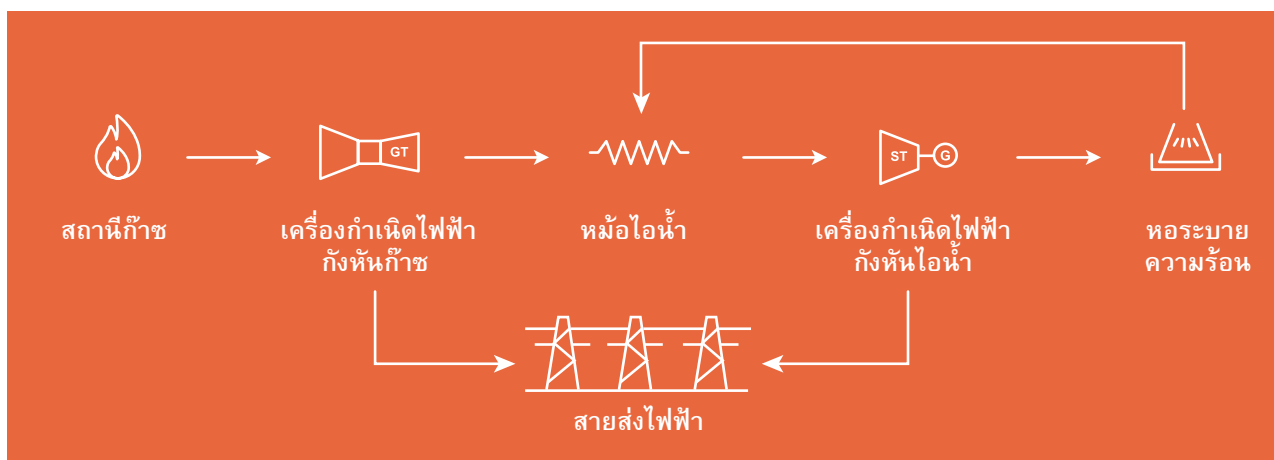 GT
ST
G
สถานีก๊าซ
เครื่องกำเนิดไฟฟ้า
กังหันก๊าซ
หม้อไอน้ำ
เครื่องกำเนิดไฟฟ้า
กังหันไอน้ำ
หอระบาย
ความร้อน
สายส่งไฟฟ้า